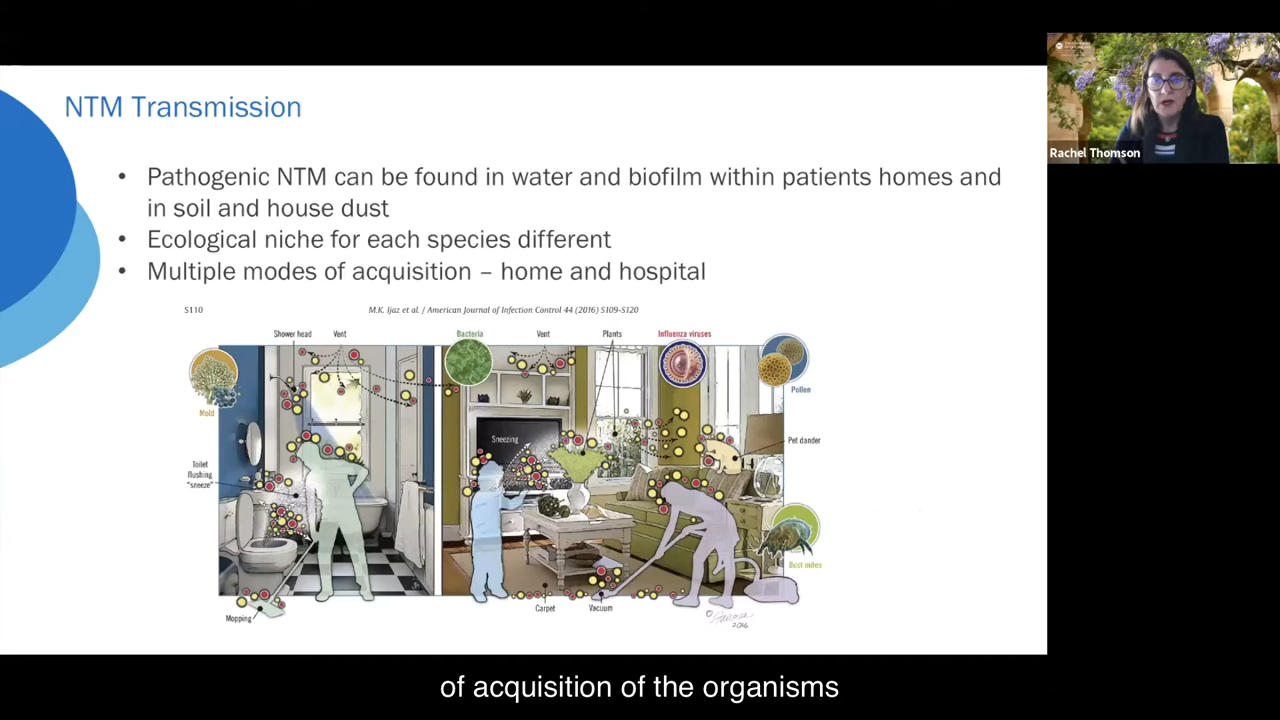 NTM Transmission
• Pathogenic NTM can be found in water and biofilm within patients homes and
in soil and house dust
• Ecological niche for each species different
• Multiple modes of acquisition – home and hospital
S110
M.K. Ijaz et al. / American Journal of Infection Control 44 (2016) S109-S120
Shower head
Vent
Bacteria
Vent
Plants
Influenza viruses
Pollen
Mold
Sneezing
Pet dander
Toilet
flushing
"sneeze"
Dust mites
Mopping
Carpet
Vacuum
2016
Rachel Thomson
of acquisition of the organisms